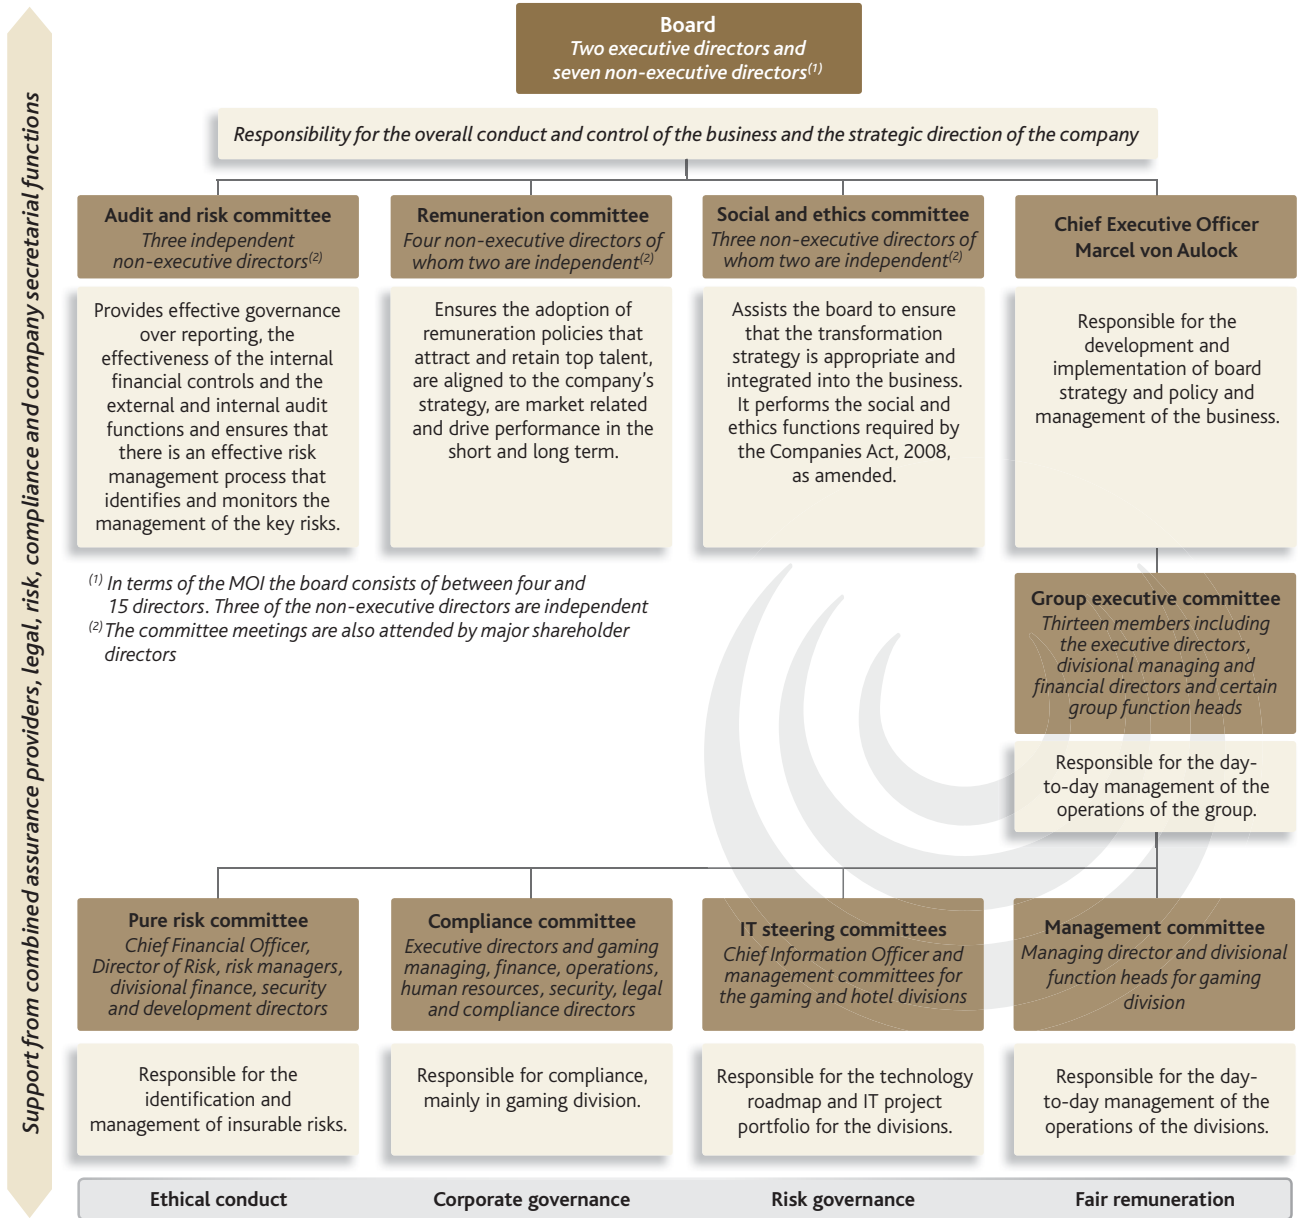 Support from combined assurance providers, legal, risk, compliance and company secretarial functions
Board
Two executive directors and
seven non-executive directors(1)
Responsibility for the overall conduct and control of the business and the strategic direction of the company
Audit and risk committee
Three independent
non-executive directors(2)
Provides effective governance
over reporting, the
effectiveness of the internal
financial controls and the
external and internal audit
functions and ensures that
there is an effective risk
management process that
identifies and monitors the
management of the key risks.
Remuneration committee
Four non-executive directors of
whom two are independent(2)
Ensures the adoption of
remuneration policies that
attract and retain top talent,
are aligned to the company’s
strategy, are market related
and drive performance in the
short and long term.
Social and ethics committee
Three non-executive directors of
whom two are independent(2)
Assists the board to ensure
that the transformation
strategy is appropriate and
integrated into the business.
It performs the social and
ethics functions required by
the Companies Act, 2008,
as amended.
Chief Executive Officer
Marcel von Aulock
Responsible for the
development and
implementation of board
strategy and policy and
management of the business.
(1) In terms of the MOI the board consists of between four and
15 directors. Three of the non-executive directors are independent
(2) The committee meetings are also attended by major shareholder
directors
Group executive committee
Thirteen members including
the executive directors,
divisional managing and
financial directors and certain
group function heads
Responsible for the day-
to-day management of the
operations of the group.
Pure risk committee
Chief Financial Officer,
Director of Risk, risk managers,
divisional finance, security
and development directors
Responsible for the
identification and
management of insurable risks.
Compliance committee
Executive directors and gaming
managing, finance, operations,
human resources, security, legal
and compliance directors
Responsible for compliance,
mainly in gaming division.
IT steering committees
Chief Information Officer and
management committees for
the gaming and hotel divisions
Responsible for the technology
roadmap and IT project
portfolio for the divisions.
Management committee
Managing director and divisional
function heads for gaming
division
Responsible for the day-
to-day management of the
operations of the divisions.
Ethical conduct
Corporate governance
Risk governance
Fair remuneration